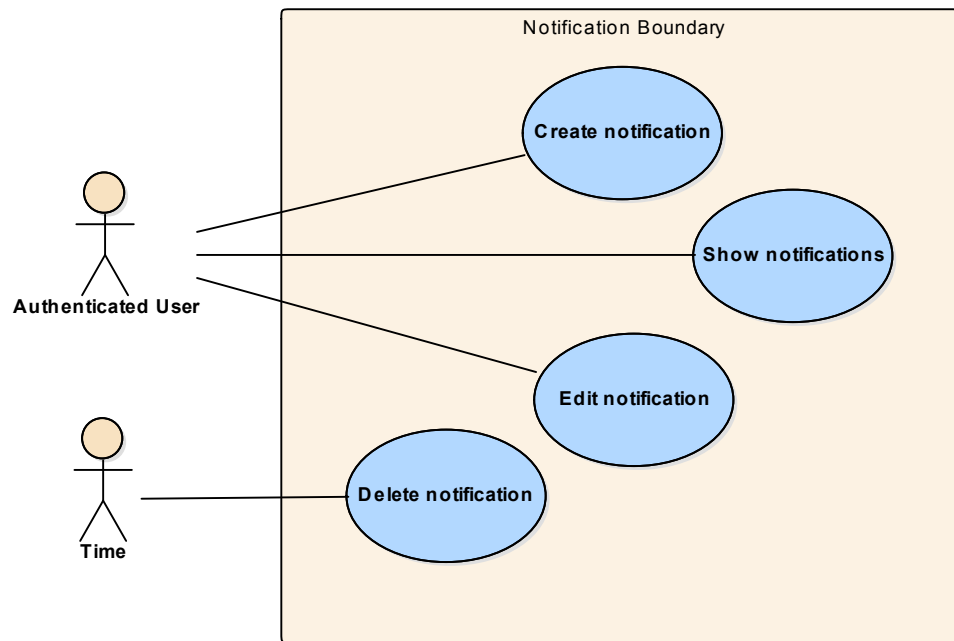 Notification Boundary
Create notification
Show notifications
Authenticated User
Edit notification
Delete notification
Time